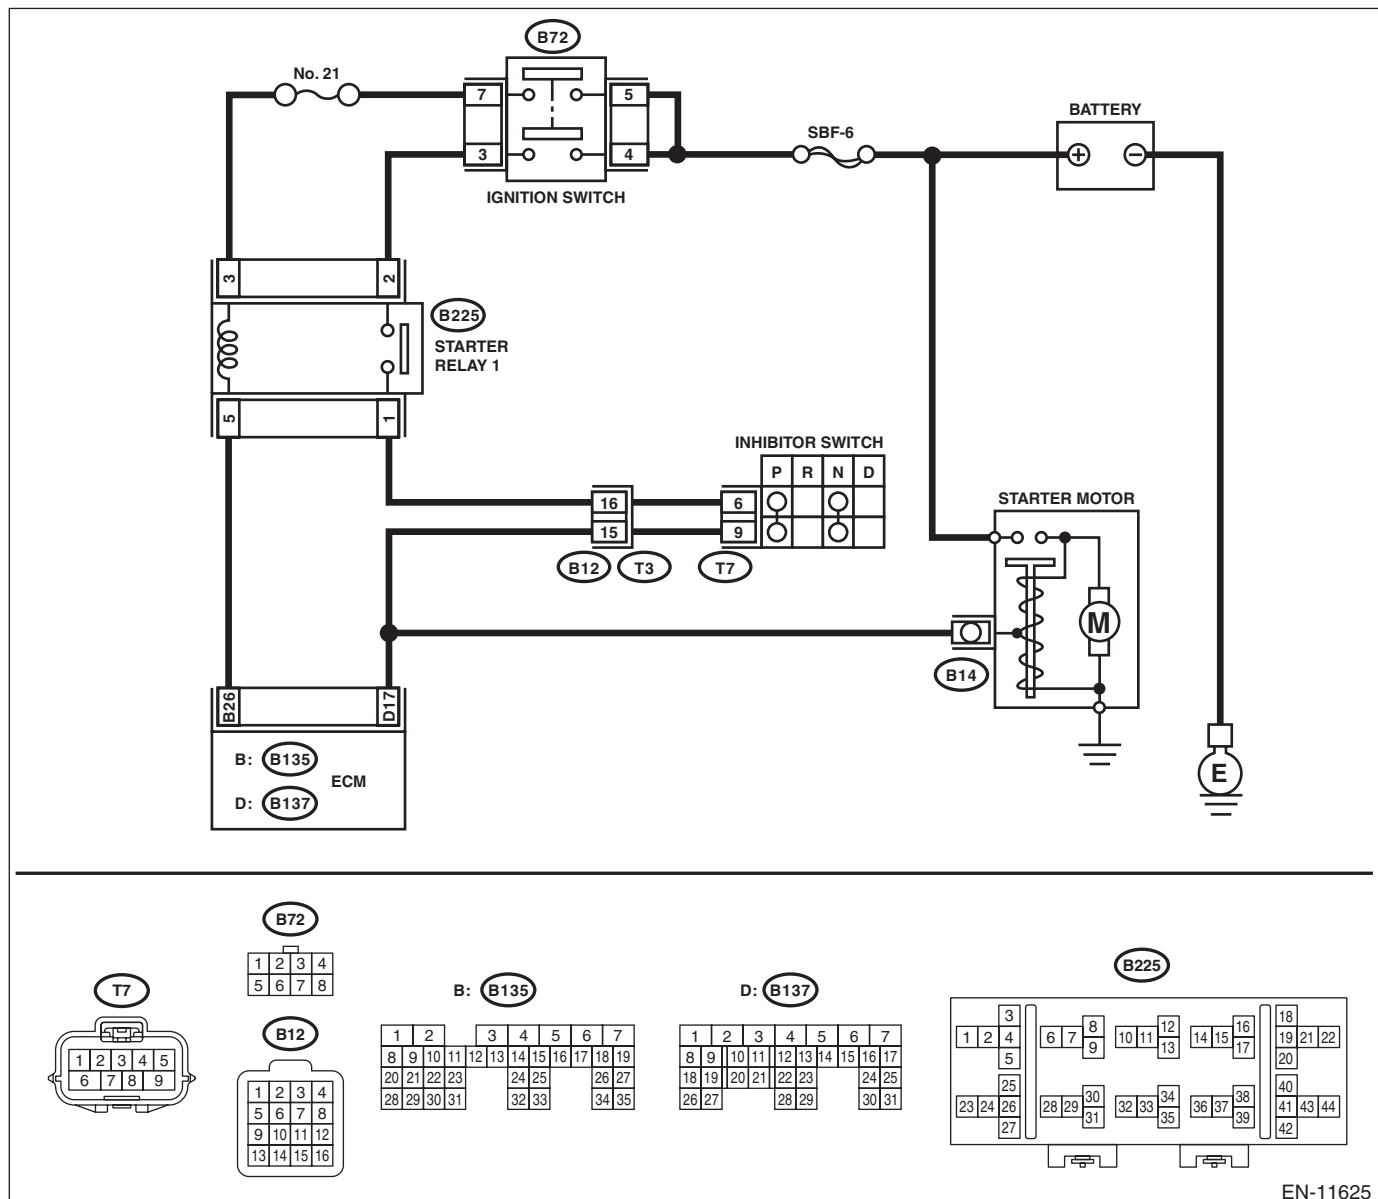 B72
No. 21
7
5
3
4
IGNITION SWITCH
SBF-6
BATTERY
+
−
3
2
B225
STARTER
RELAY 1
5
1
INHIBITOR SWITCH
P R N D
16
6
15
9
B12
T3
T7
STARTER MOTOR
M
B14
B26
D17
B: B135
ECM
D: B137
E
B72
1 2 3 4
5 6 7 8
T7
1 2 3 4 5
6 7 8 9
B12
1 2 3 4
5 6 7 8
9 10 11 12
13 14 15 16
B: B135
1 2 3 4 5 6 7
8 9 10 11 12 13 14 15 16 17 18 19
20 21 22 23 24 25 26 27
28 29 30 31 32 33 34 35
D: B137
1 2 3 4 5 6 7
8 9 10 11 12 13 14 15 16 17
18 19 20 21 22 23 24 25
26 27 28 29 30 31
B225
3 8 12 16 18
1 2 4 6 7 10 11 14 15 19 21 22
5 9 13 17 20
25 30 34 38 40
23 24 26 28 29 32 33 36 37 41 43 44
27 31 35 39 42
EN-11625